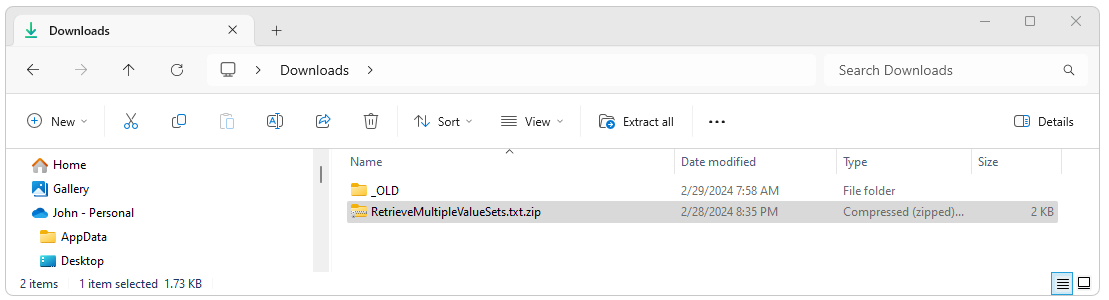 Downloads
Downloads
Search Downloads
New
Sort
View
Extract all
Details
Home
Gallery
John - Personal
AppData
Desktop
Name Date modified Type Size
_OLD 2/29/2024 7:58 AM File folder
RetrieveMultipleValueSets.txt.zip 2/28/2024 8:35 PM Compressed (zipped)... 2 KB
2 items 1 item selected 1.73 KB